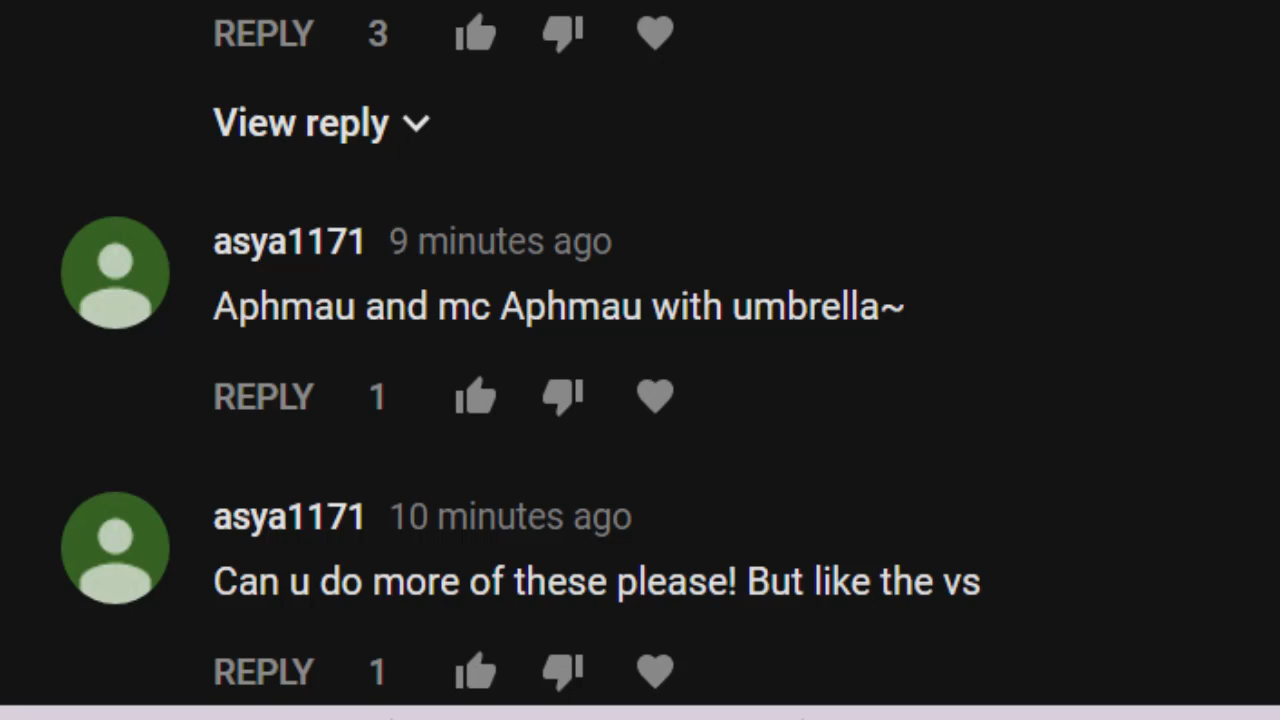 REPLY 3
View reply
asya1171 9 minutes ago
Aphmau and mc Aphmau with umbrella~
REPLY 1
asya1171 10 minutes ago
Can u do more of these please! But like the vs
REPLY 1